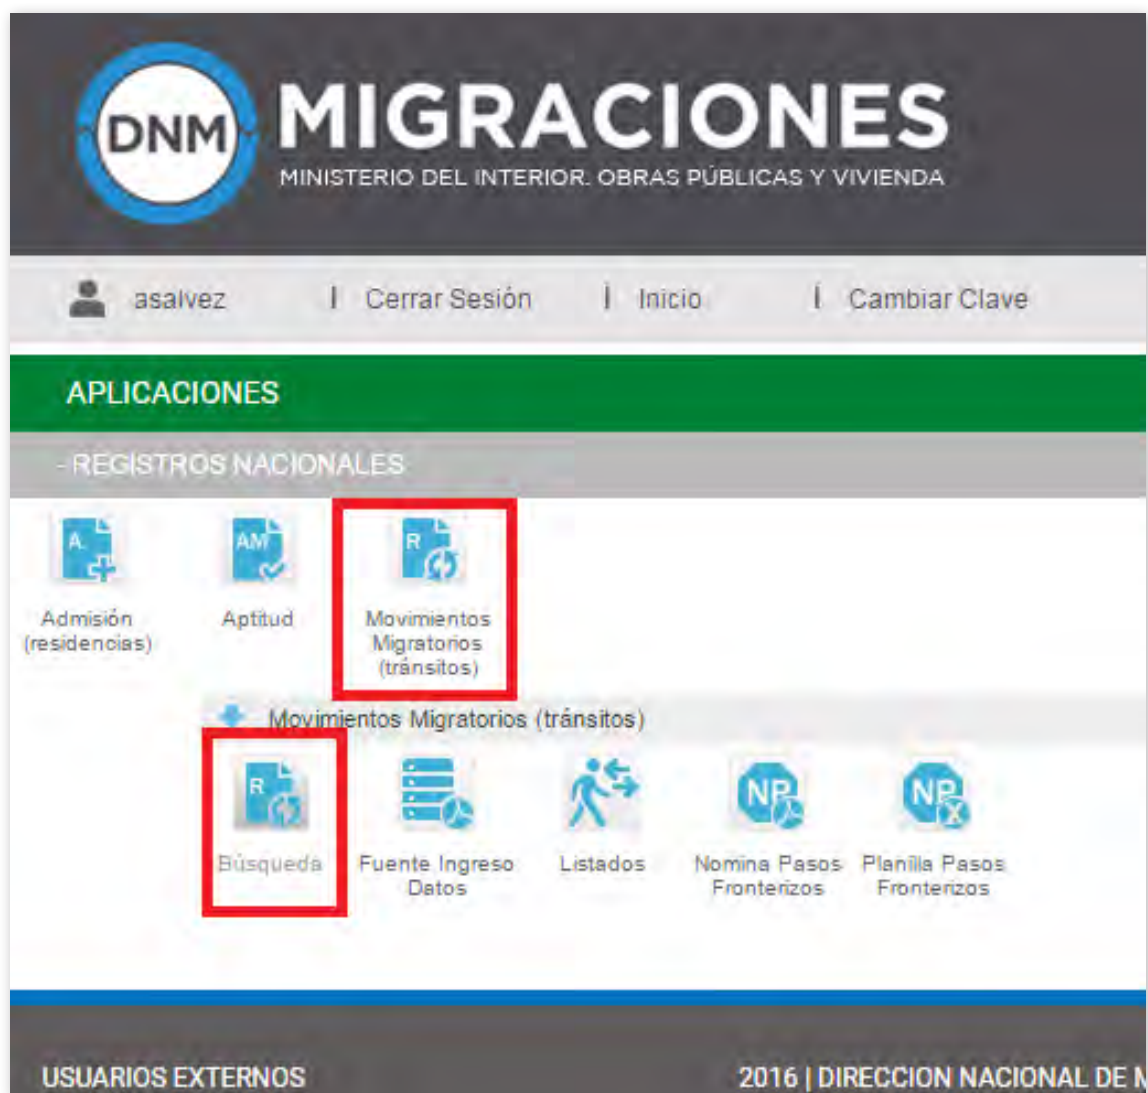 DNM
MIGRACIONES
MINISTERIO DEL INTERIOR. OBRAS PÚBLICAS Y VIVIENDA
asalvez | Cerrar Sesión | Inicio | Cambiar Clave
APLICACIONES
- REGISTROS NACIONALES
A.
AM
R
Admisión
(residencias)
Aptitud
Movimientos
Migratorios
(tránsitos)
Movimientos Migratorios (tránsitos)
R
NP
NP
X
Búsqueda
Fuente Ingreso
Datos
Listados
Nomina Pasos
Fronterizos
Planilla Pasos
Fronterizos
USUARIOS EXTERNOS
2016 | DIRECCION NACIONAL DE M